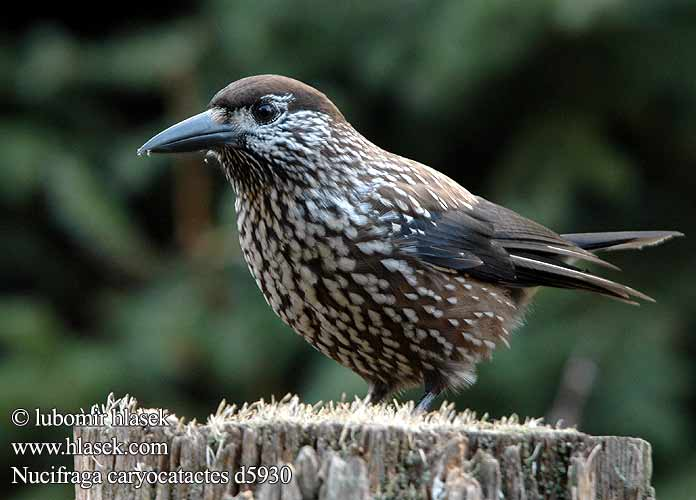 © lubomir hlasek
www.hlasek.com
Nucifraga caryocatactes d5930